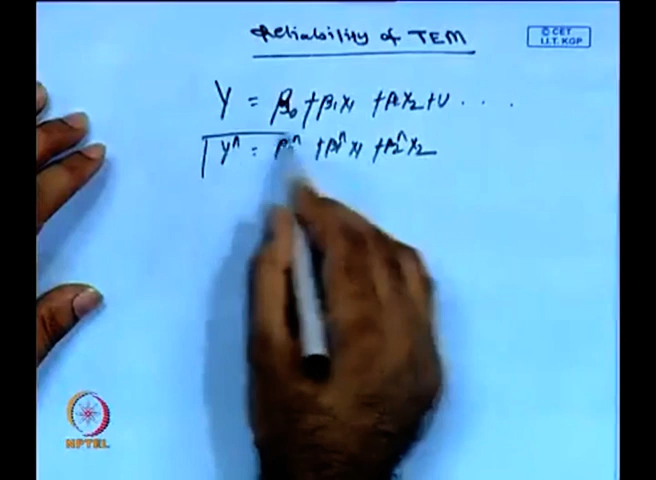 Reliability of TEM
© CET
I.I.T. KGP
Y = β₀ + β₁x₁ + β₂x₂ + U . . . .
Y^ = β₀^ + β₁^ x₁ + β₂^ x₂
NPTEL